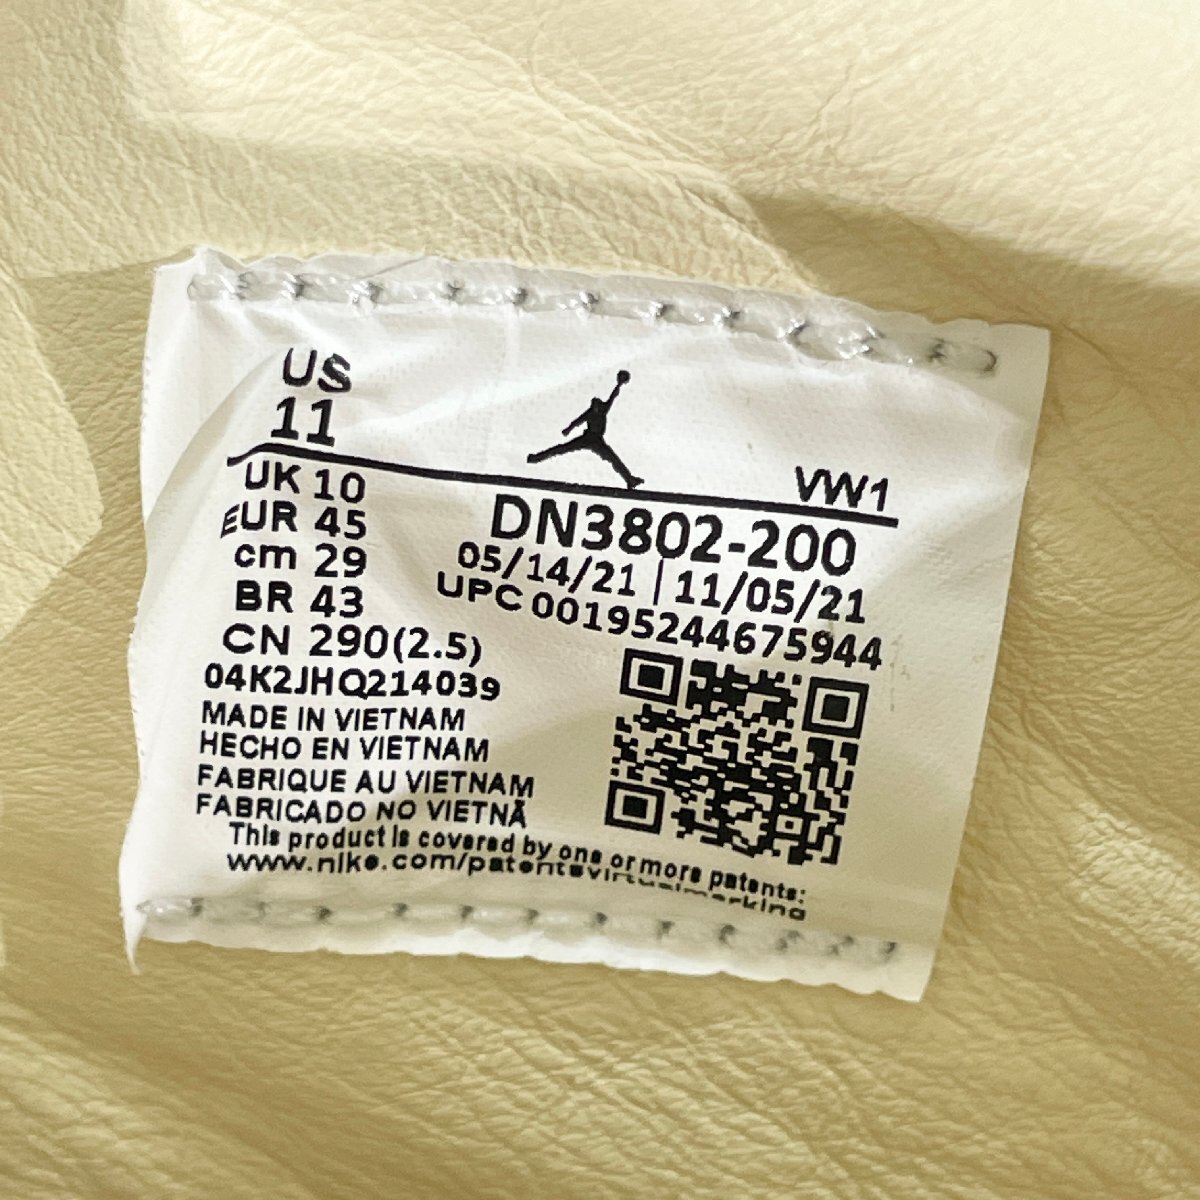 US
11
VW1
UK 10
EUR 45
cm 29
BR 43
CN 290(2.5)
04K2JHQ214039
DN3802-200
05/14/21 | 11/05/21
UPC 00195244675944
MADE IN VIETNAM
HECHO EN VIETNAM
FABRIQUE AU VIETNAM
FABRICADO NO VIETNÃ
This product is covered by one or more patents:
www.nike.com/patentsvirtualmarking